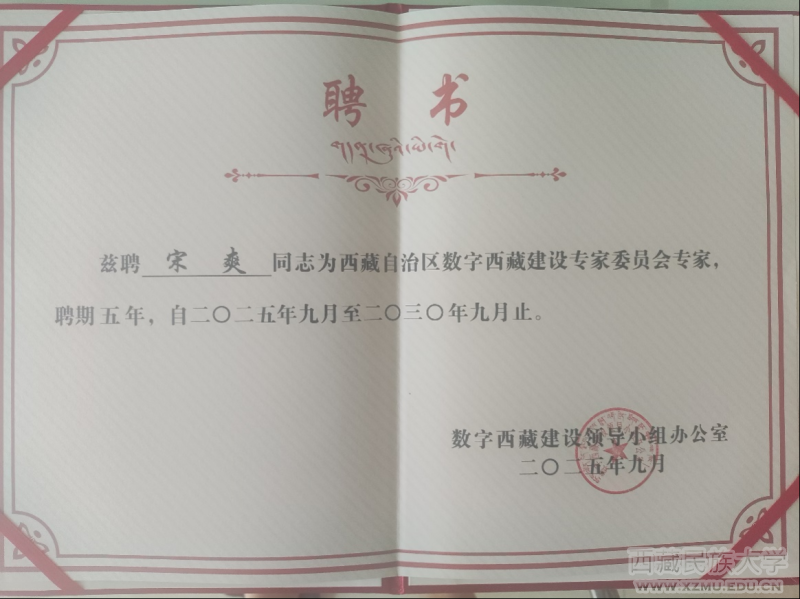 聘 书
兹聘 宋 爽 同志为西藏自治区数字西藏建设专家委员会专家，
聘期五年，自二〇二五年九月至二〇三〇年九月止。
数字西藏建设领导小组办公室
二〇二五年九月
西藏民族大学
WWW.XZMU.EDU.CN